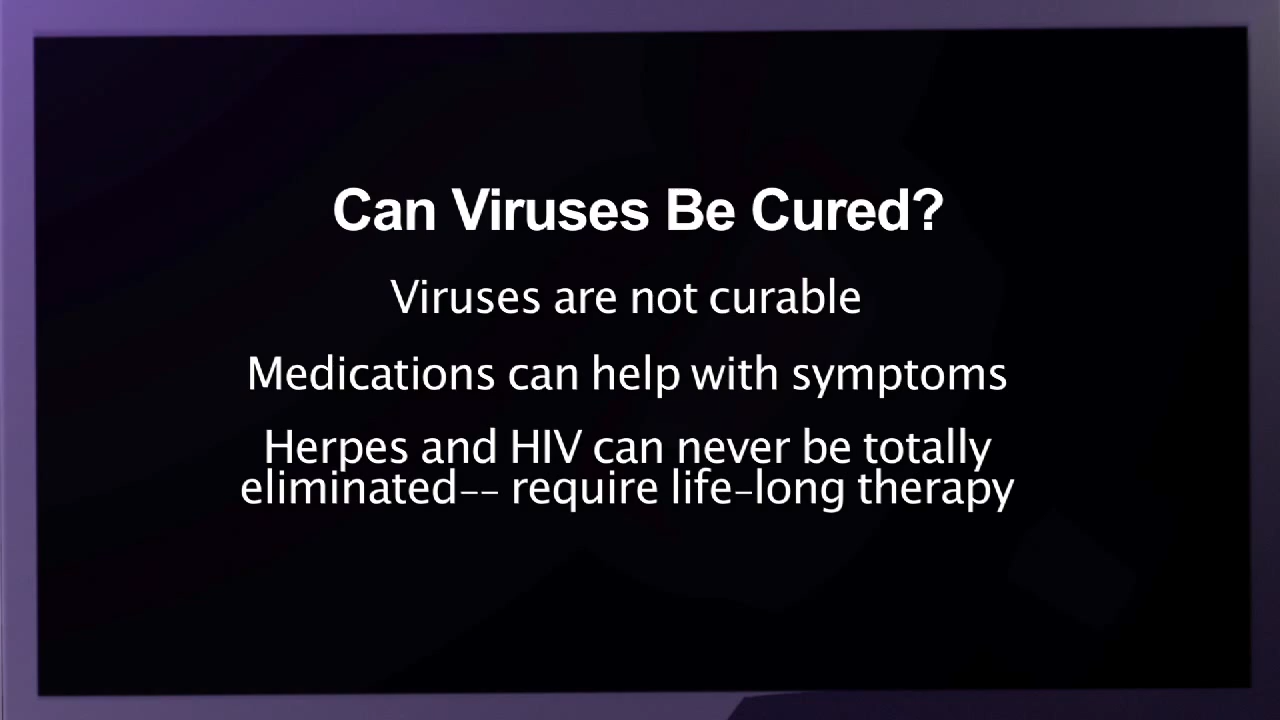 Can Viruses Be Cured?
Viruses are not curable
Medications can help with symptoms
Herpes and HIV can never be totally
eliminated-- require life-long therapy